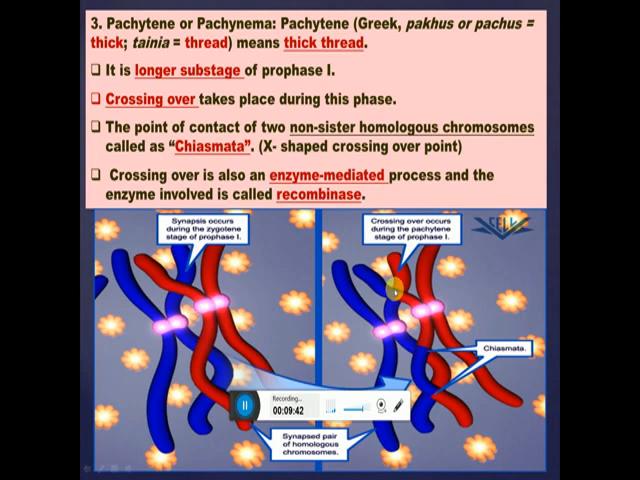 3. Pachytene or Pachynema: Pachytene (Greek, pakhus or pachus =
thick; tainia = thread) means thick thread.
❑ It is longer substage of prophase I.
❑ Crossing over takes place during this phase.
❑ The point of contact of two non-sister homologous chromosomes
called as “Chiasmata”. (X- shaped crossing over point)
❑ Crossing over is also an enzyme-mediated process and the
enzyme involved is called recombinase.
Synapsis occurs
during the zygotene
stage of prophase I.
Crossing over occurs
during the pachytene
stage of prophase I.
CELL
Chiasmata.
Recording...
00:09:42
Synapsed pair
of homologous
chromosomes.